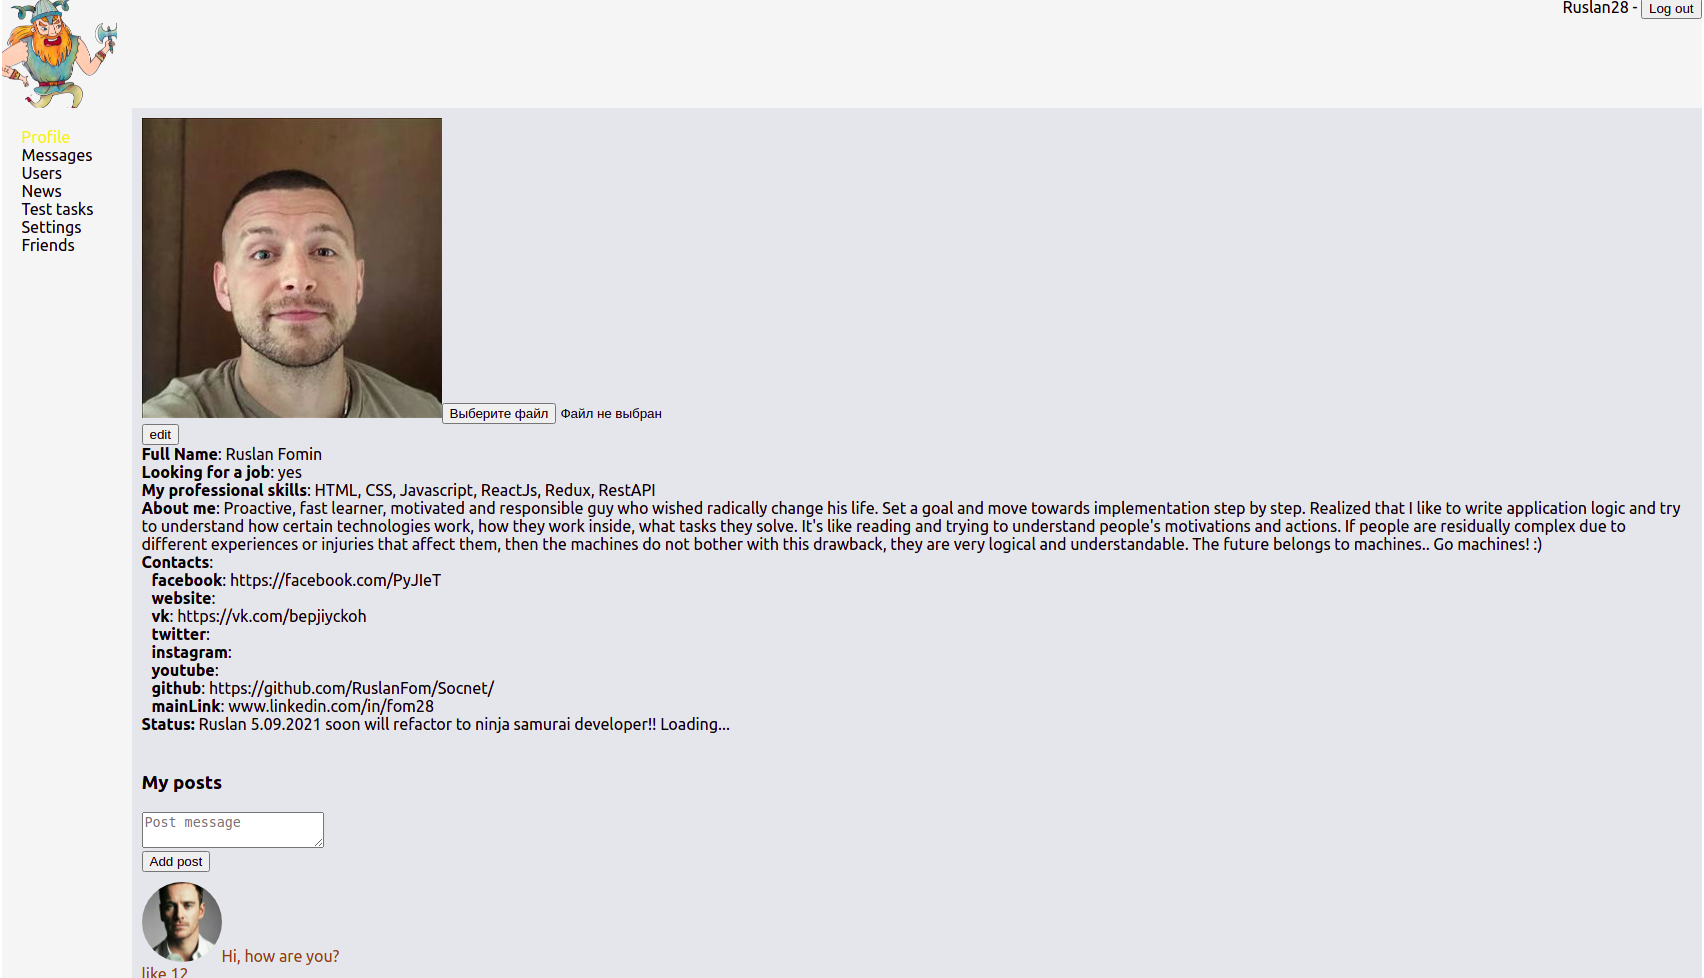 Ruslan28 - Log out
Profile
Messages
Users
News
Test tasks
Settings
Friends
Выберите файл Файл не выбран
edit
Full Name: Ruslan Fomin
Looking for a job: yes
My professional skills: HTML, CSS, Javascript, ReactJs, Redux, RestAPI
About me: Proactive, fast learner, motivated and responsible guy who wished radically change his life. Set a goal and move towards implementation step by step. Realized that I like to write application logic and try
to understand how certain technologies work, how they work inside, what tasks they solve. It's like reading and trying to understand people's motivations and actions. If people are residually complex due to
different experiences or injuries that affect them, then the machines do not bother with this drawback, they are very logical and understandable. The future belongs to machines.. Go machines! :)
Contacts:
facebook: https://facebook.com/PyJIeT
website:
vk: https://vk.com/bepjiyckoh
twitter:
instagram:
youtube:
github: https://github.com/RuslanFom/Socnet/
mainLink: www.linkedin.com/in/fom28
Status: Ruslan 5.09.2021 soon will refactor to ninja samurai developer!! Loading...
My posts
Post message
Add post
Hi, how are you?
like 12